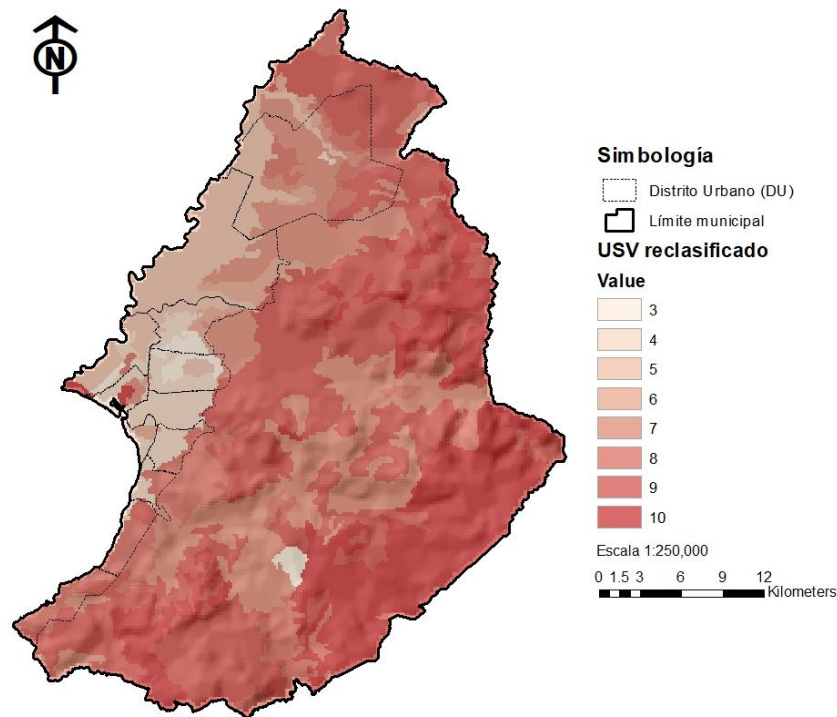 N
Simbología
Distrito Urbano (DU)
Límite municipal
USV reclasificado
Value
3
4
5
6
7
8
9
10
Escala 1:250,000
0 1.5 3 6 9 12
Kilometers